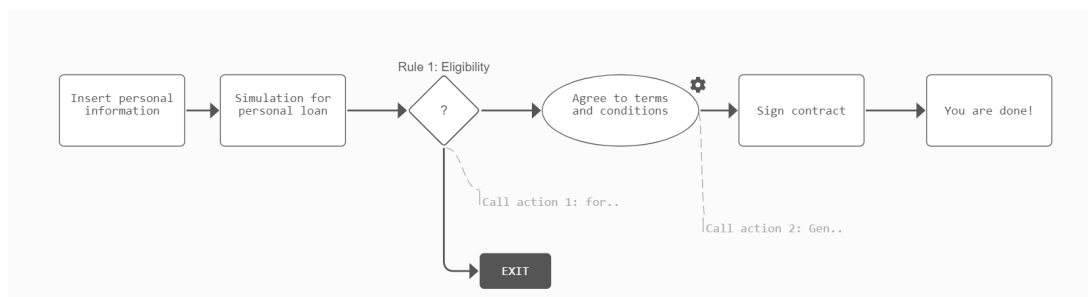 Rule 1: Eligibility
Insert personal
information
Simulation for
personal loan
?
Agree to terms
and conditions
Sign contract
You are done!
Call action 1: for..
Call action 2: Gen..
EXIT